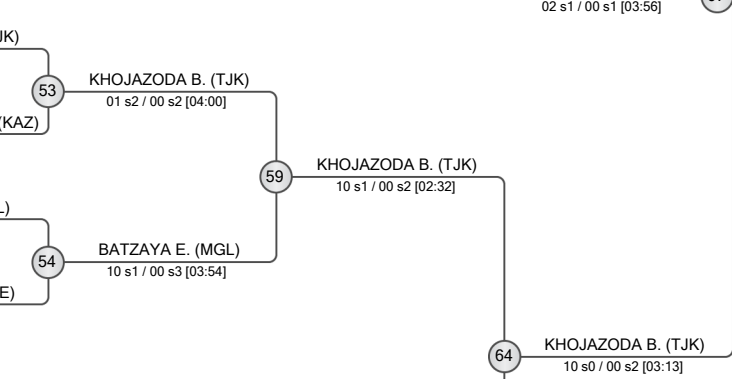 02 s1 / 00 s1 [03:56]
JK)
53
KHOJAZODA B. (TJK)
01 s2 / 00 s2 [04:00]
(KAZ)
59
KHOJAZODA B. (TJK)
10 s1 / 00 s2 [02:32]
L)
54
BATZAYA E. (MGL)
10 s1 / 00 s3 [03:54]
E)
64
KHOJAZODA B. (TJK)
10 s0 / 00 s2 [03:13]